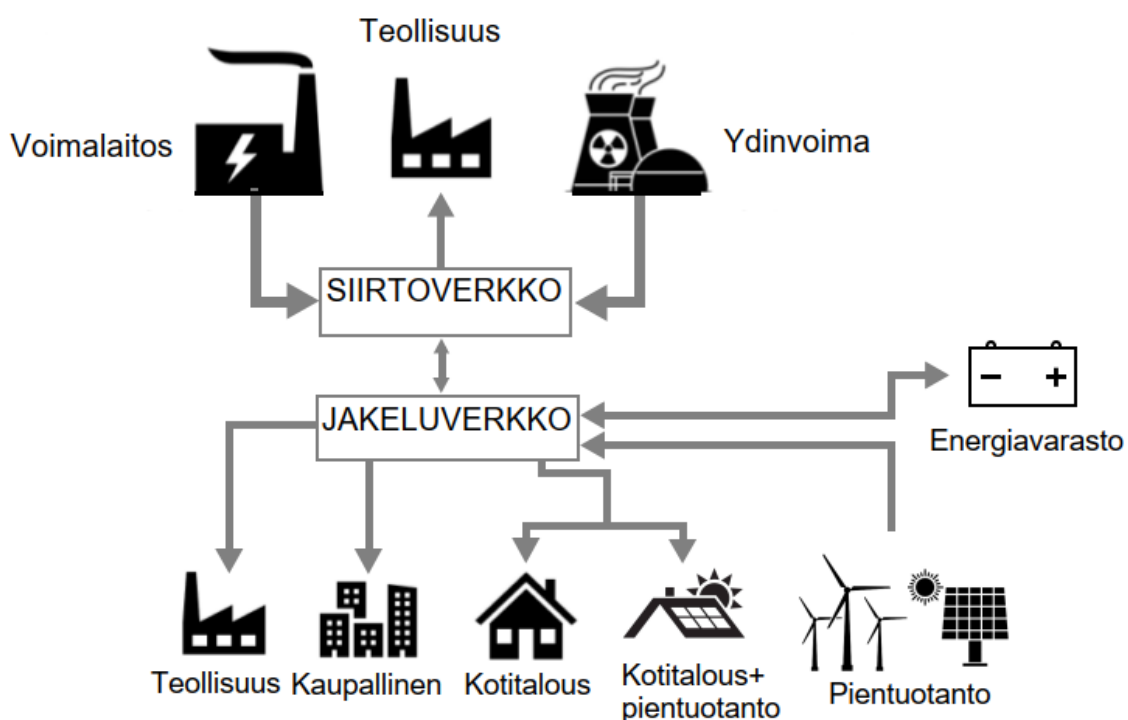 Teollisuus
Voimalaitos
Ydinvoima
SIIRTOVERKKO
JAKELUVERKKO
Energiavarasto
Teollisuus
Kaupallinen
Kotitalous
Kotitalous+
pientuotanto
Pientuotanto